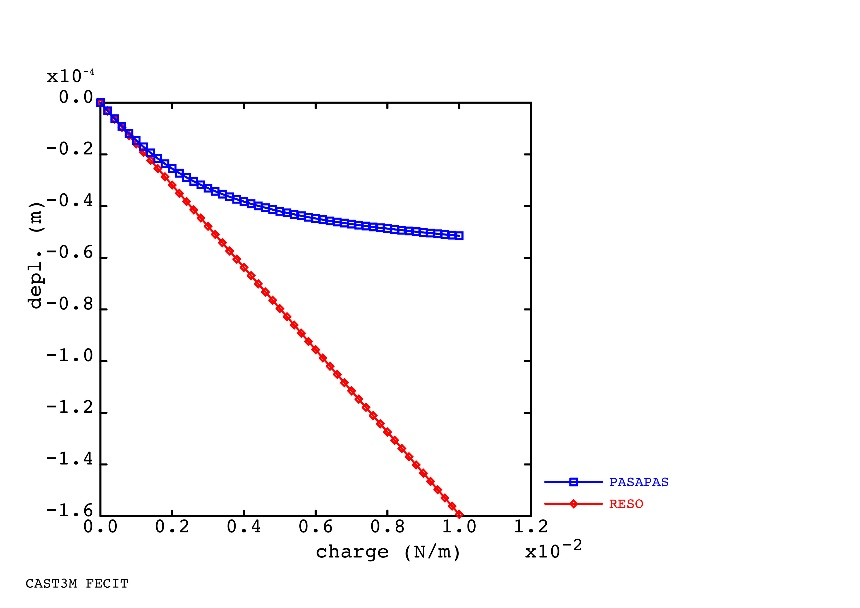 x10-4
0.0
-0.2
-0.4
-0.6
-0.8
-1.0
-1.2
-1.4
-1.6
depl. (m)
0.0 0.2 0.4 0.6 0.8 1.0 1.2
charge (N/m) x10-2
PASAPAS
RESO
CAST3M FECIT